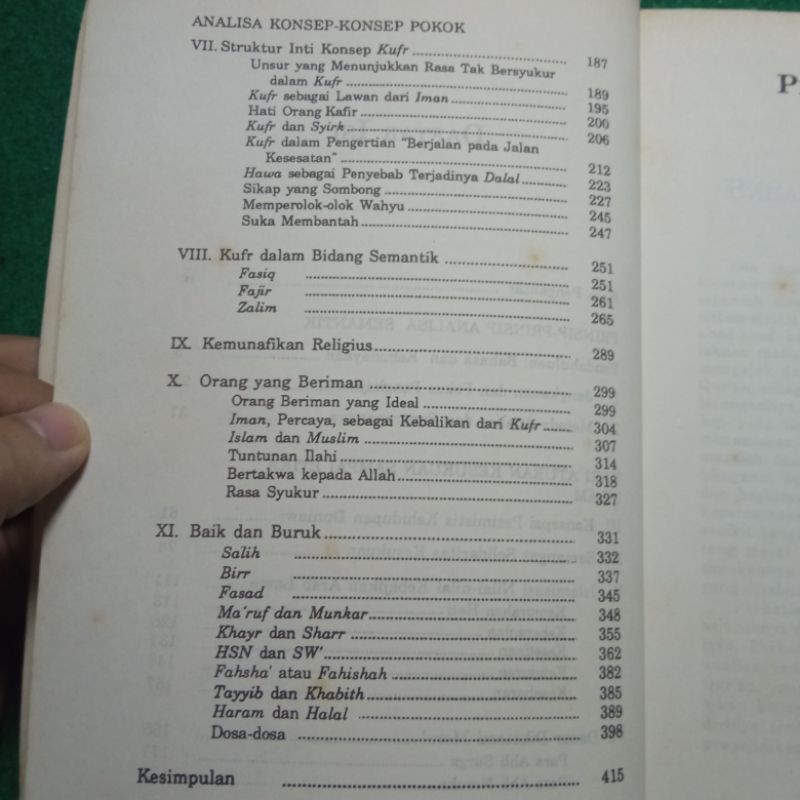 ANALISA KONSEP-KONSEP POKOK
VII. Struktur Inti Konsep Kufr 187
Unsur yang Menunjukkan Rasa Tak Bersyukur
dalam Kufr 189
Kufr sebagai Lawan dari Iman 195
Hati Orang Kafir 200
Kufr dan Syirk 206
Kufr dalam Pengertian "Berjalan pada Jalan
Kesesatan" 212
Hawa sebagai Penyebab Terjadinya Dalal 223
Sikap yang Sombong 227
Memperolok-olok Wahyu 245
Suka Membantah 247
VIII. Kufr dalam Bidang Semantik 251
Fasiq 251
Fajir 261
Zalim 265
IX. Kemunafikan Religius 289
X. Orang yang Beriman 299
Orang Beriman yang Ideal 299
Iman, Percaya, sebagai Kebalikan dari Kufr 304
Islam dan Muslim 307
Tuntunan Ilahi 314
Bertakwa kepada Allah 318
Rasa Syukur 327
XI. Baik dan Buruk 331
Salih 332
Birr 337
Fasad 345
Ma'ruf dan Munkar 348
Khayr dan Sharr 355
HSN dan SW' 362
Fahsha' atau Fahishah 382
Tayyib dan Khabith 385
Haram dan Halal 389
Dosa-dosa 398
Kesimpulan 415